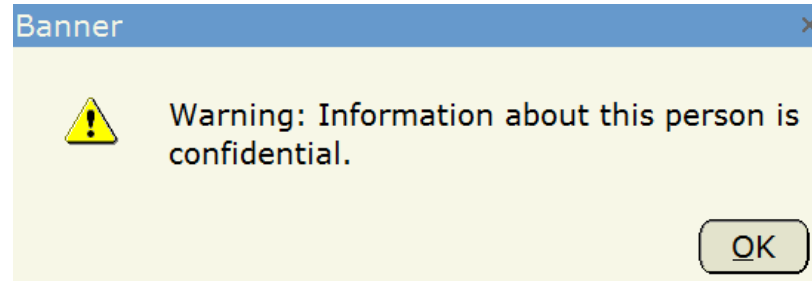 Banner
Warning: Information about this person is
confidential.
OK